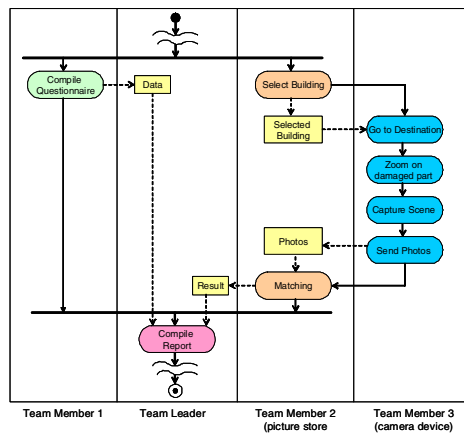 Compile
Questionnaire
Data
Select Building
Selected
Building
Go to Destination
Zoom on
damaged part
Capture Scene
Photos
Send Photos
Result
Matching
Compile
Report
Team Member 1
Team Leader
Team Member 2
(picture store
Team Member 3
(camera device)